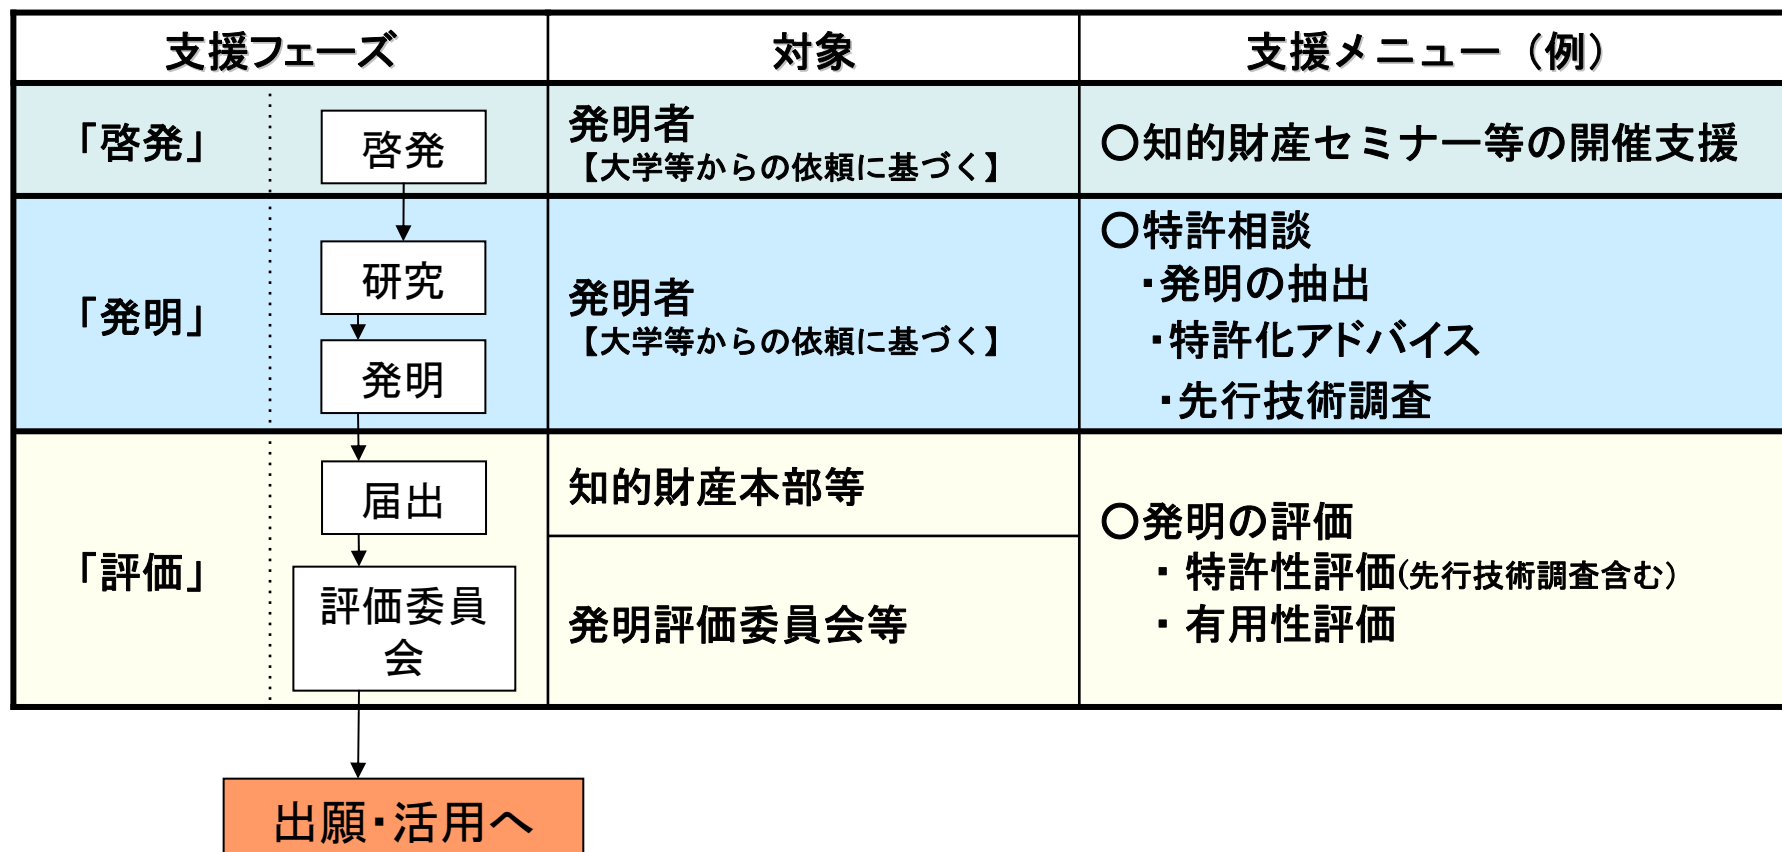 支援フェーズ
対象
支援メニュー（例）
「啓発」
啓発
発明者
【大学等からの依頼に基づく】
〇知的財産セミナー等の開催支援
「発明」
研究
発明
発明者
【大学等からの依頼に基づく】
〇特許相談
・発明の抽出
・特許化アドバイス
・先行技術調査
「評価」
届出
評価委員
会
知的財産本部等
発明評価委員会等
〇発明の評価
・ 特許性評価(先行技術調査含む）
・ 有用性評価
出願・活用へ